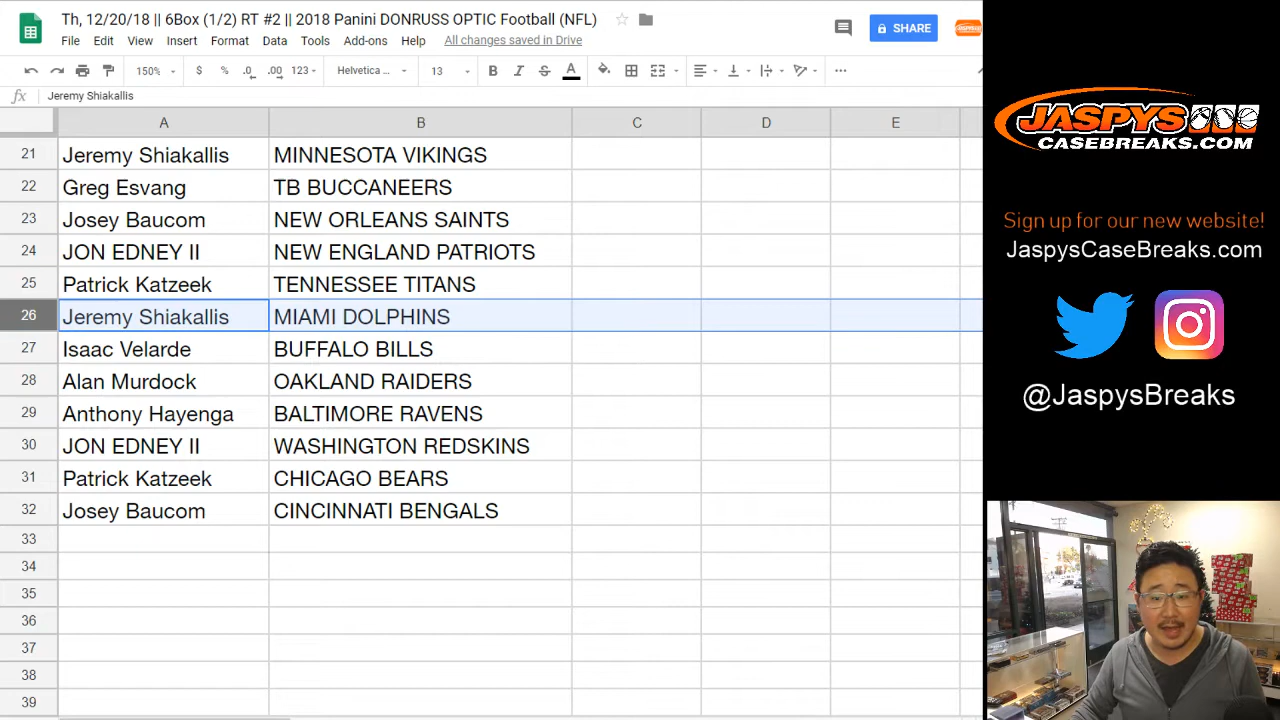 Th, 12/20/18 || 6Box (1/2) RT #2 || 2018 Panini DONRUSS OPTIC Football (NFL)
File Edit View Insert Format Data Tools Add-ons Help All changes saved in Drive
SHARE
150% $ % .0 .00 123 Helvetica ... 13 B I S A
fx Jeremy Shiakallis
A B C D E
21 Jeremy Shiakallis MINNESOTA VIKINGS
22 Greg Esvang TB BUCCANEERS
23 Josey Baucom NEW ORLEANS SAINTS
24 JON EDNEY II NEW ENGLAND PATRIOTS
25 Patrick Katzeek TENNESSEE TITANS
26 Jeremy Shiakallis MIAMI DOLPHINS
27 Isaac Velarde BUFFALO BILLS
28 Alan Murdock OAKLAND RAIDERS
29 Anthony Hayenga BALTIMORE RAVENS
30 JON EDNEY II WASHINGTON REDSKINS
31 Patrick Katzeek CHICAGO BEARS
32 Josey Baucom CINCINNATI BENGALS
33
34
35
36
37
38
39
JASPYS
CASEBREAKS.COM
Sign up for our new website!
JaspysCaseBreaks.com
@JaspysBreaks